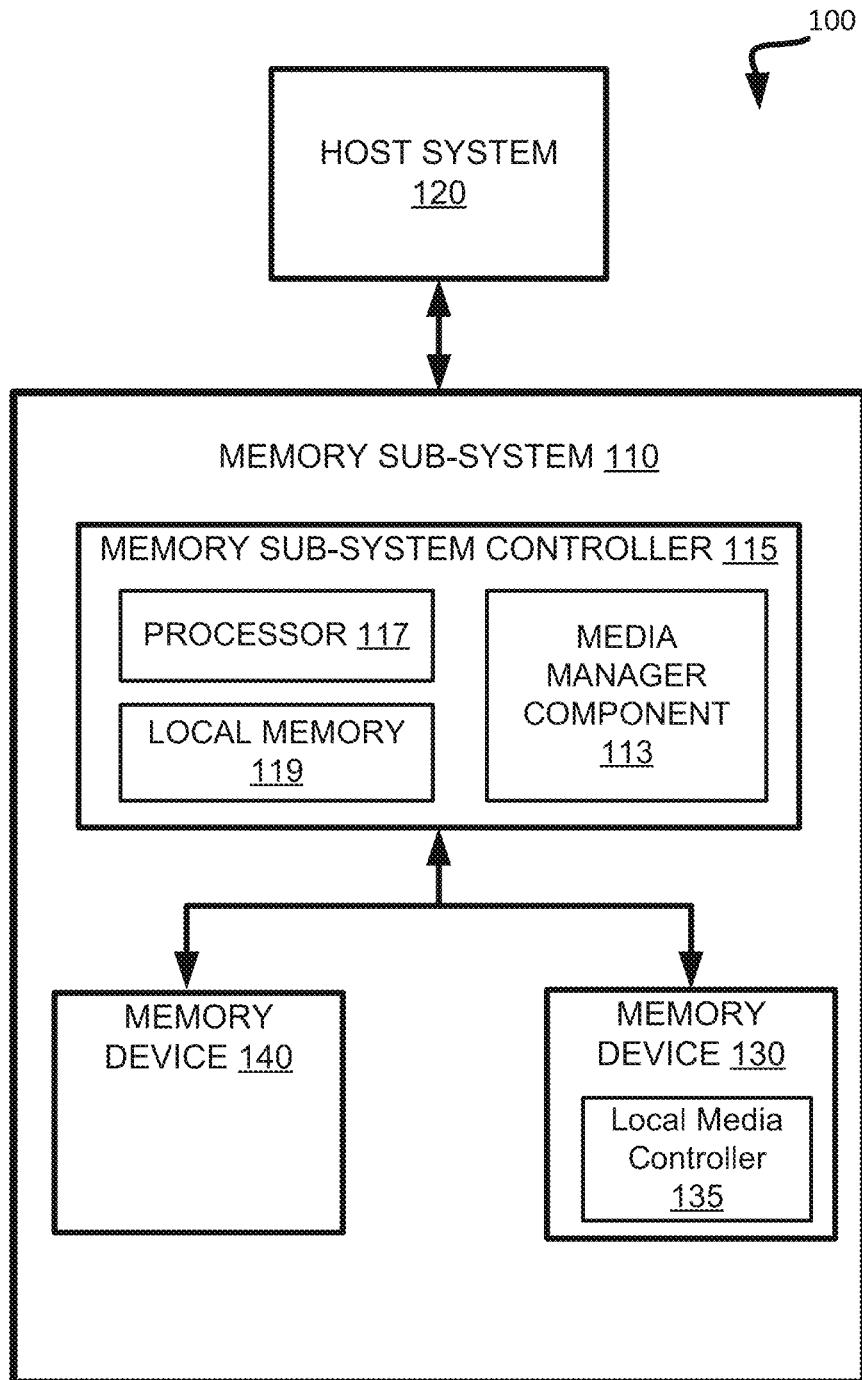 100
HOST SYSTEM
120
MEMORY SUB-SYSTEM 110
MEMORY SUB-SYSTEM CONTROLLER 115
PROCESSOR 117
LOCAL MEMORY
119
MEDIA
MANAGER
COMPONENT
113
MEMORY
DEVICE 140
MEMORY
DEVICE 130
Local Media
Controller
135